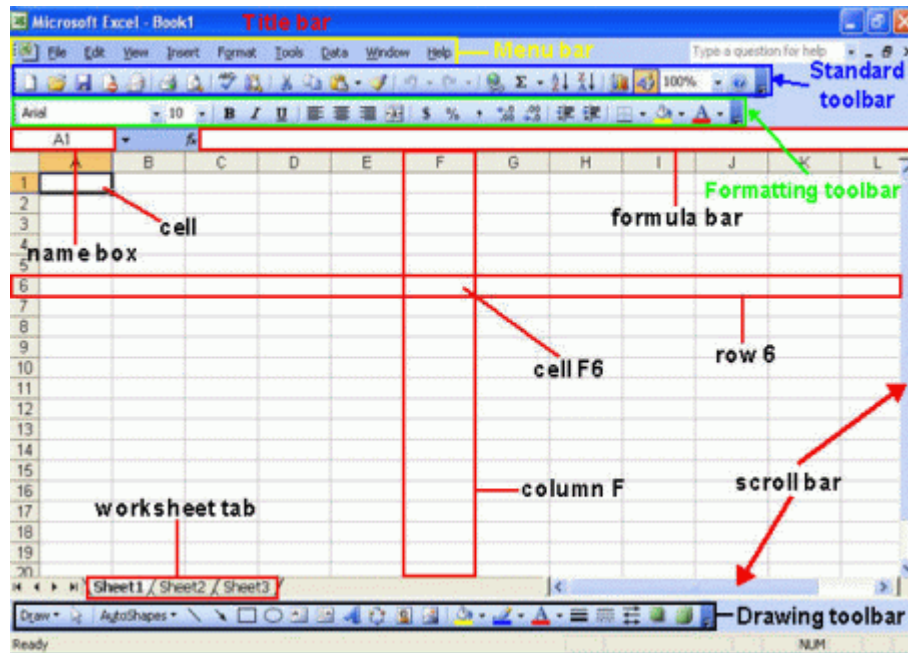 Microsoft Excel - Book1 Title bar
File Edit View Insert Format Tools Data Window Help Menu bar Type a question for help
100% Standard toolbar
Arial 10 B I U $ % , A
A1 fx
A B C D E F G H I J K L
1 Formatting toolbar
2 cell formula bar
3
4 name box
5
6
7
8
9 row 6
10 cell F6
11
12
13
14
15 scroll bar
16 column F
17 worksheet tab
18
19
20
Sheet1 / Sheet2 / Sheet3
Draw AutoShapes A Drawing toolbar
Ready NUM